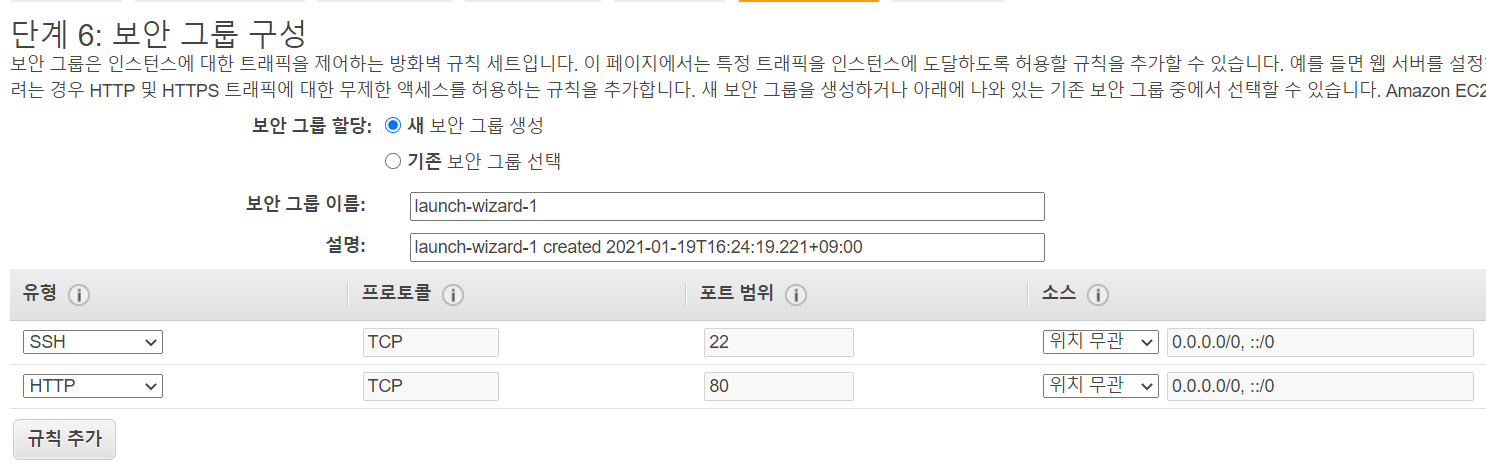 단계 6: 보안 그룹 구성
보안 그룹은 인스턴스에 대한 트래픽을 제어하는 방화벽 규칙 세트입니다. 이 페이지에서는 특정 트래픽을 인스턴스에 도달하도록 허용할 규칙을 추가할 수 있습니다. 예를 들면 웹 서버를 설정하
려는 경우 HTTP 및 HTTPS 트래픽에 대한 무제한 액세스를 허용하는 규칙을 추가합니다. 새 보안 그룹을 생성하거나 아래에 나와 있는 기존 보안 그룹 중에서 선택할 수 있습니다. Amazon EC2
보안 그룹 할당: 새 보안 그룹 생성
기존 보안 그룹 선택
보안 그룹 이름: launch-wizard-1
설명: launch-wizard-1 created 2021-01-19T16:24:19.221+09:00
유형 프로토콜 포트 범위 소스
SSH TCP 22 위치 무관 0.0.0.0/0, ::/0
HTTP TCP 80 위치 무관 0.0.0.0/0, ::/0
규칙 추가